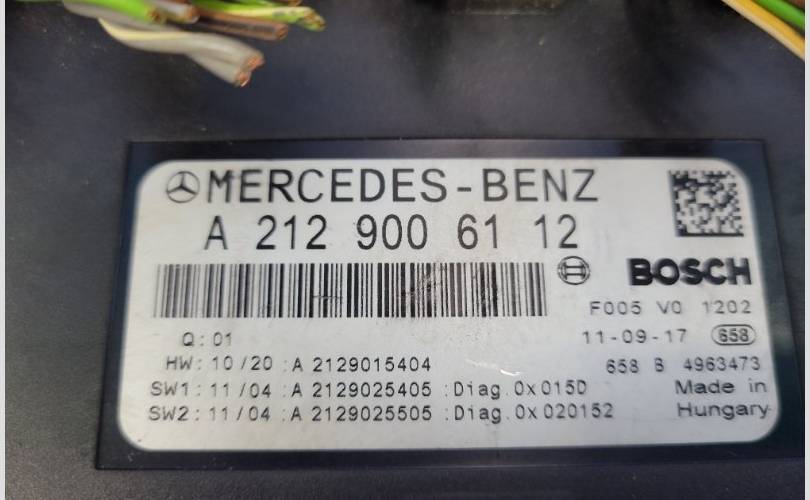 MERCEDES-BENZ
A 212 900 61 12
BOSCH
F005 V0 1202
Q: 01
11-09-17 658
HW: 10/20 :A 2129015404
658 B 4963473
SW1: 11/04 :A 2129025405 :Diag.0x015D
Made in
SW2: 11/04 :A 2129025505 :Diag.0x020152
Hungary